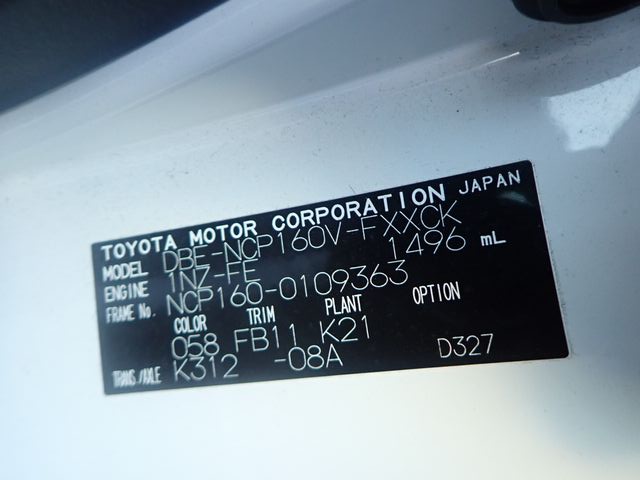 TOYOTA MOTOR CORPORATION JAPAN
MODEL DBE-NCP160V-FXXCK
ENGINE 1NZ-FE 1496 mL
FRAME No. NCP160-0109363
COLOR TRIM PLANT OPTION
058 FB11 K21
TRANS./AXLE K312 -08A D327